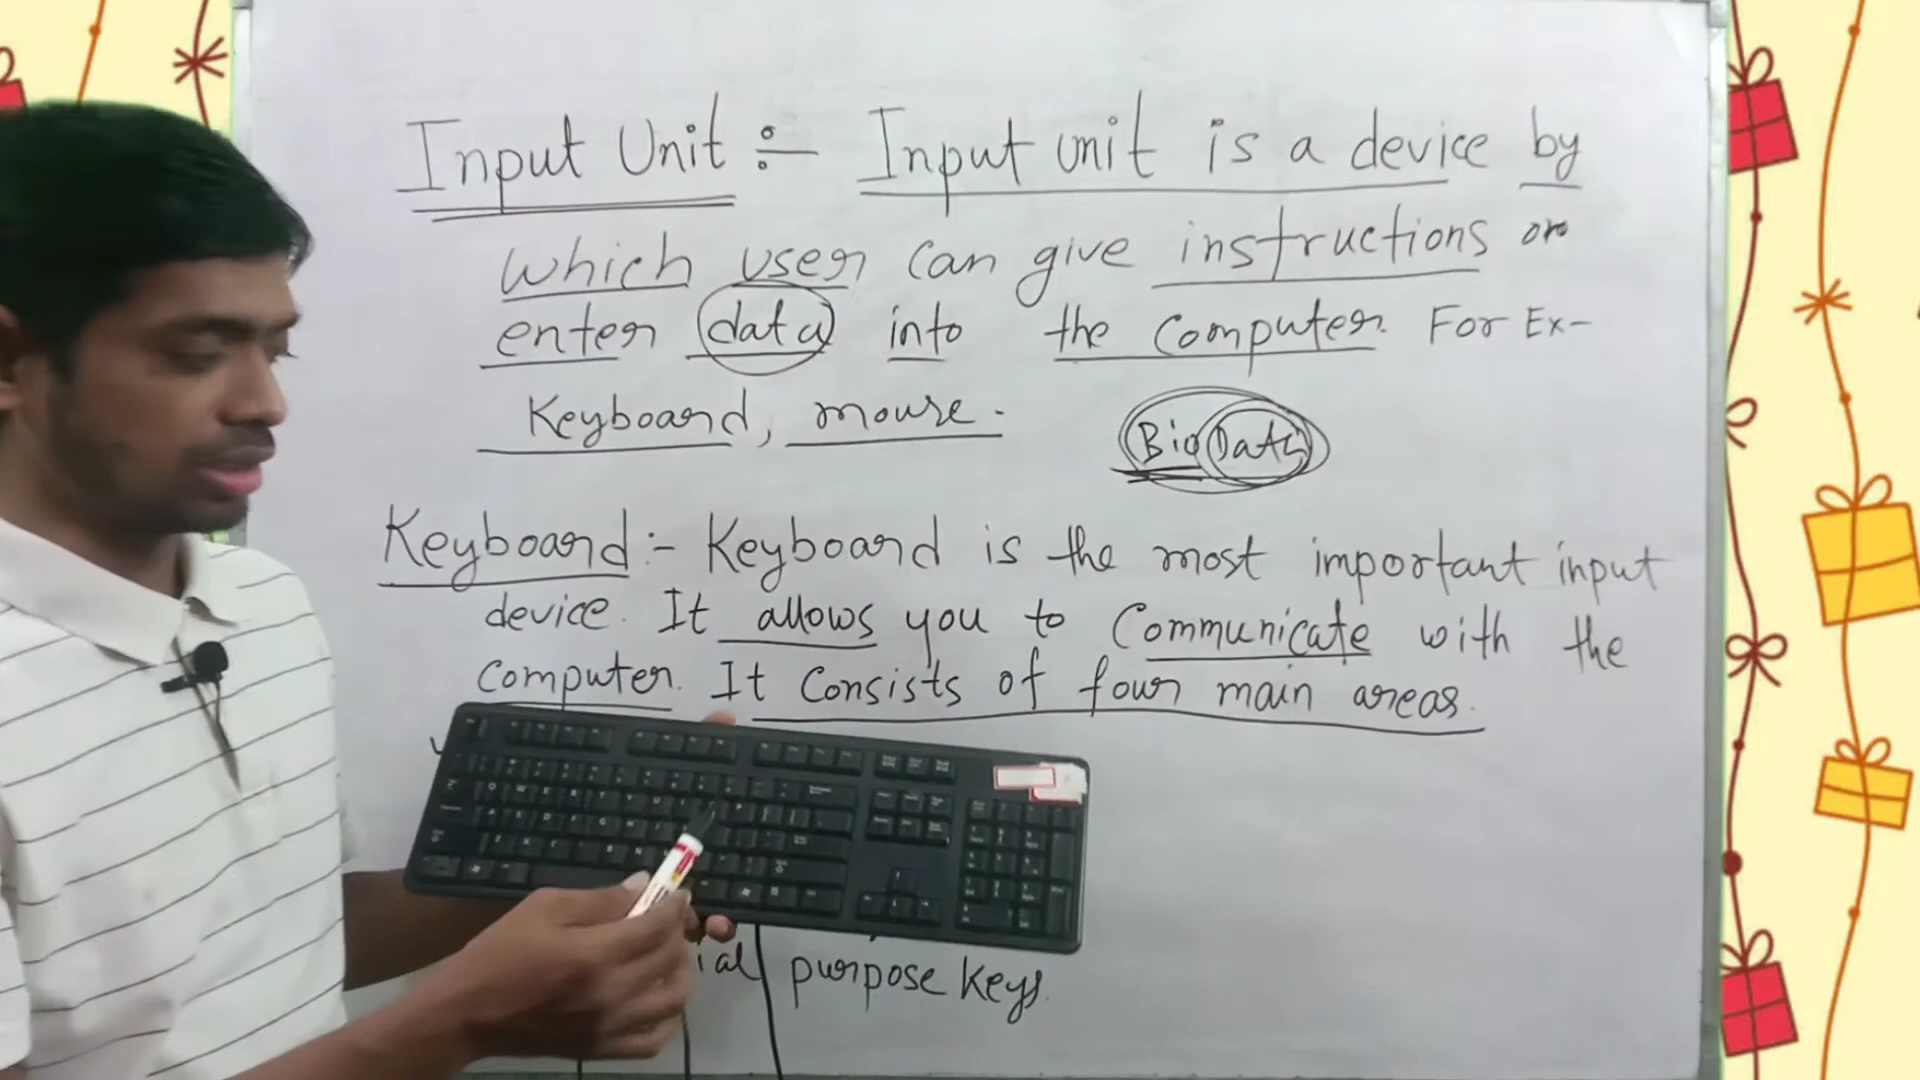 Input Unit :- Input unit is a device by
which user can give instructions or
enter data into the computer. For Ex-
Keyboard, mouse.
Big Data
Keyboard :- Keyboard is the most important input
device. It allows you to communicate with the
computer. It consists of four main areas.
purpose keys.